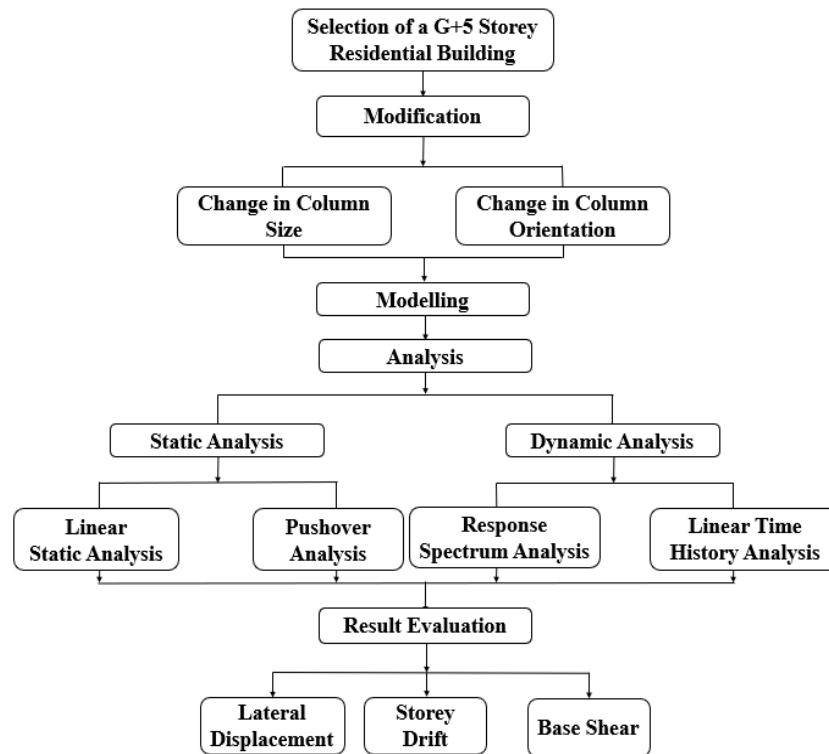 Selection of a G+5 Storey
Residential Building
Modification
Change in Column
Size
Change in Column
Orientation
Modelling
Analysis
Static Analysis
Dynamic Analysis
Linear
Static Analysis
Pushover
Analysis
Response
Spectrum Analysis
Linear Time
History Analysis
Result Evaluation
Lateral
Displacement
Storey
Drift
Base Shear